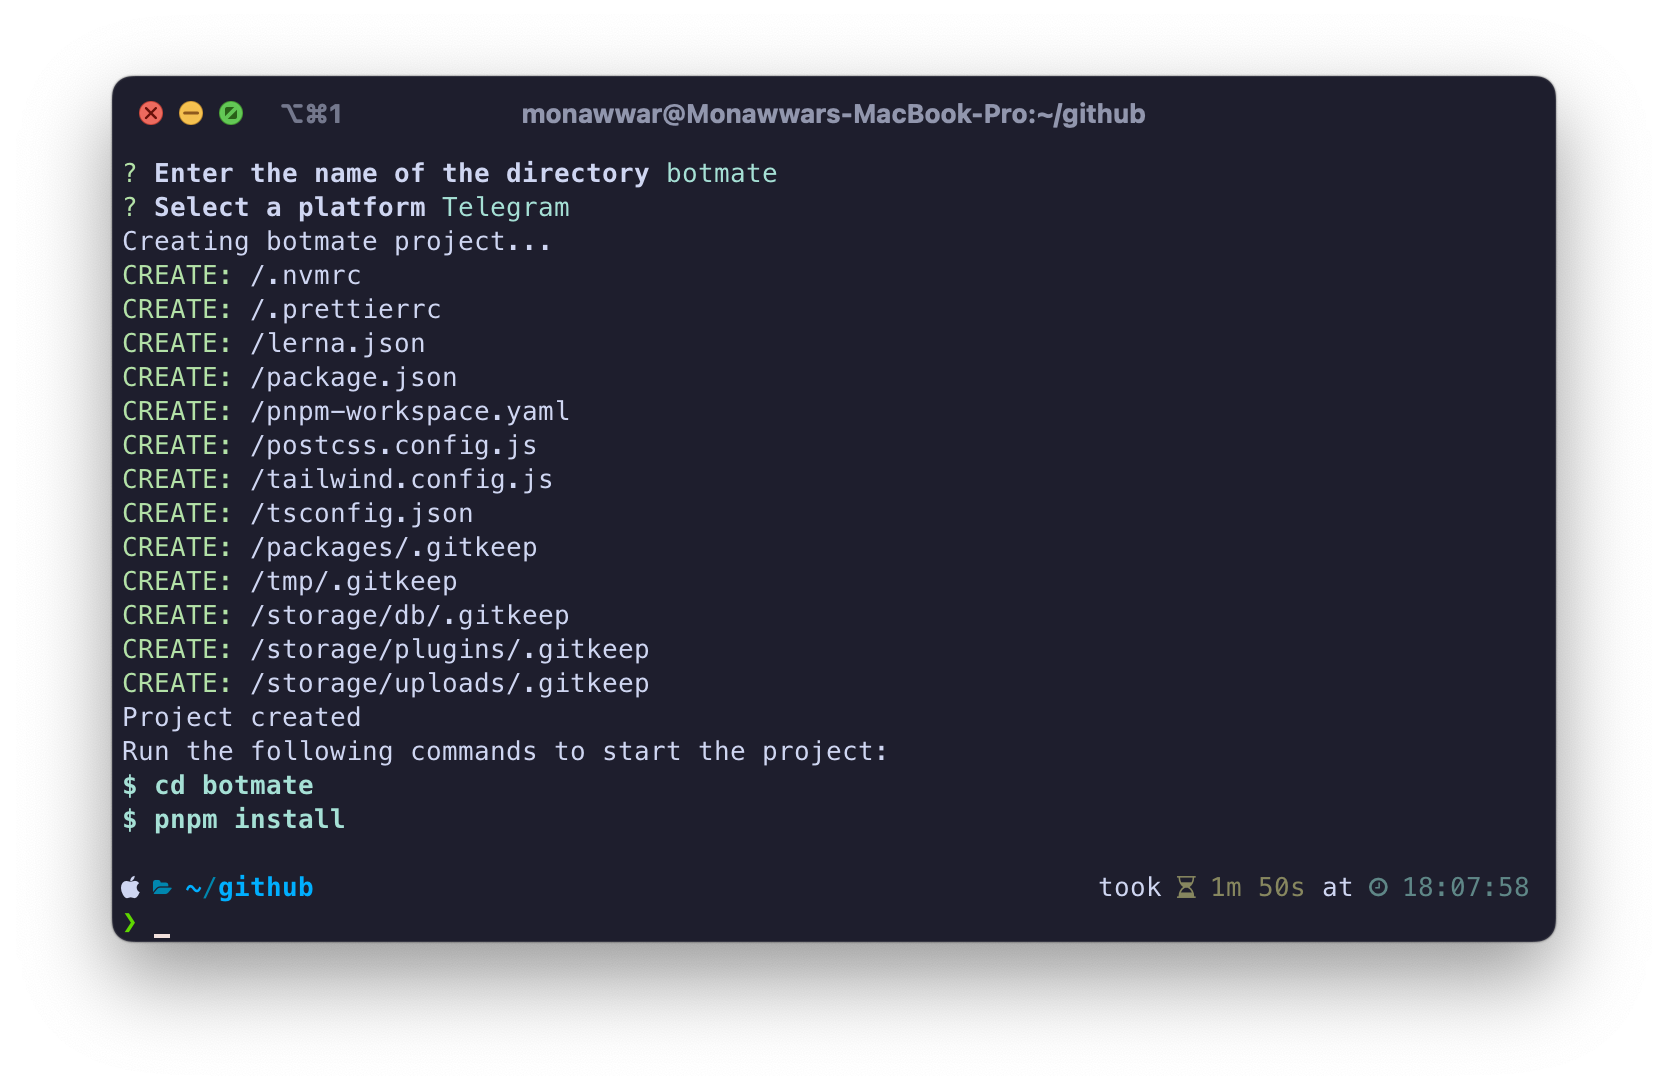 ⌥⌘1 monawwar@Monawwars-MacBook-Pro:~/github
? Enter the name of the directory botmate
? Select a platform Telegram
Creating botmate project...
CREATE: /.nvmrc
CREATE: /.prettierrc
CREATE: /lerna.json
CREATE: /package.json
CREATE: /pnpm-workspace.yaml
CREATE: /postcss.config.js
CREATE: /tailwind.config.js
CREATE: /tsconfig.json
CREATE: /packages/.gitkeep
CREATE: /tmp/.gitkeep
CREATE: /storage/db/.gitkeep
CREATE: /storage/plugins/.gitkeep
CREATE: /storage/uploads/.gitkeep
Project created
Run the following commands to start the project:
$ cd botmate
$ pnpm install
~/github took 1m 50s at 18:07:58
❯ _